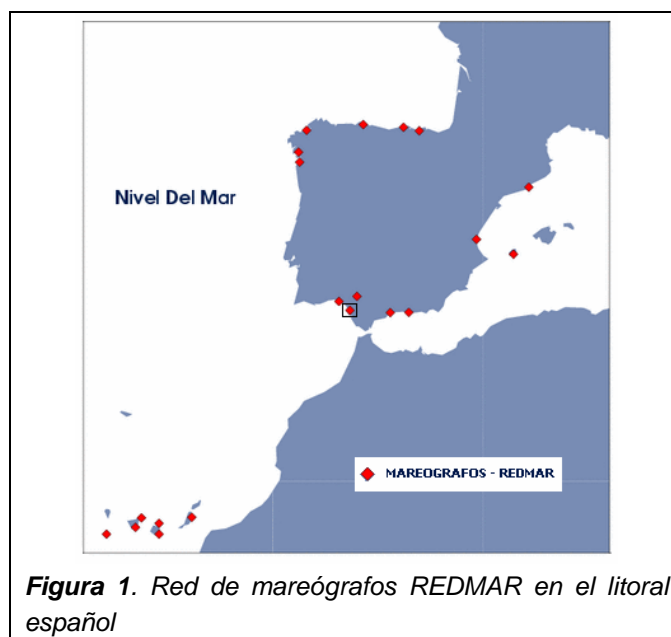 Nivel Del Mar
MAREOGRAFOS - REDMAR
Figura 1. Red de mareógrafos REDMAR en el litoral
español